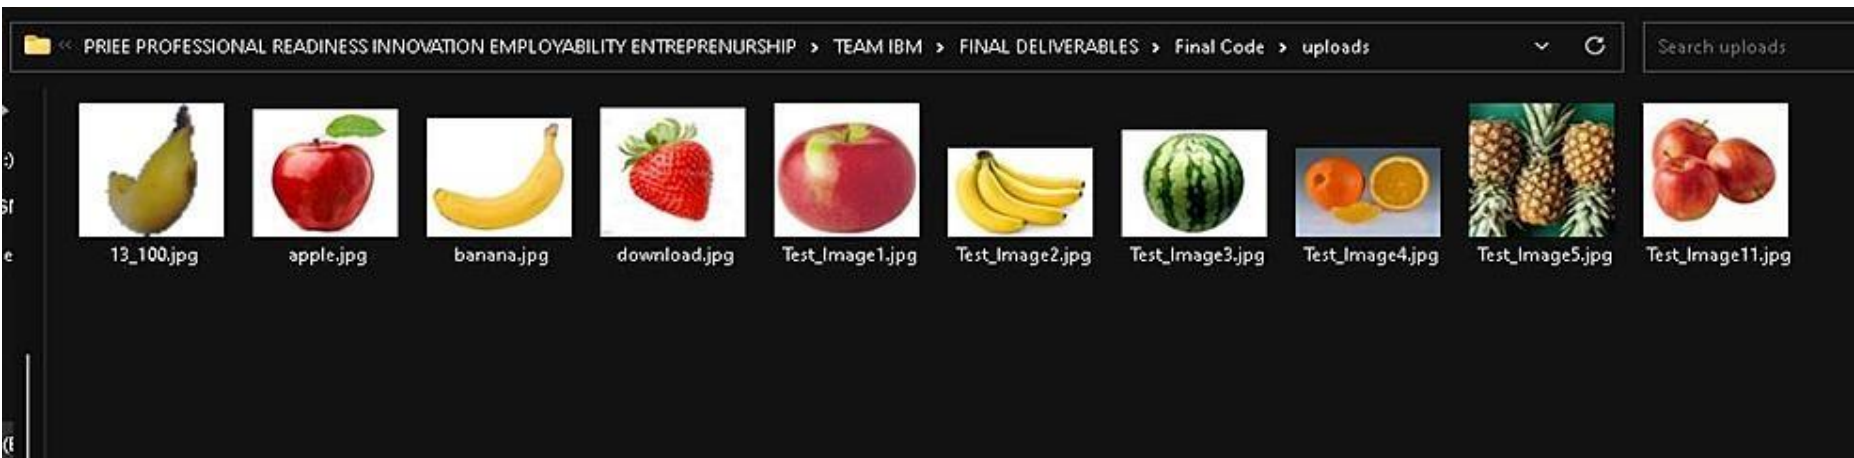 « PRIEE PROFESSIONAL READINESS INNOVATION EMPLOYABILITY ENTREPRENURSHIP > TEAM IBM > FINAL DELIVERABLES > Final Code > uploads
Search uploads
13_100.jpg
apple.jpg
banana.jpg
download.jpg
Test_Image1.jpg
Test_Image2.jpg
Test_Image3.jpg
Test_Image4.jpg
Test_Image5.jpg
Test_Image11.jpg